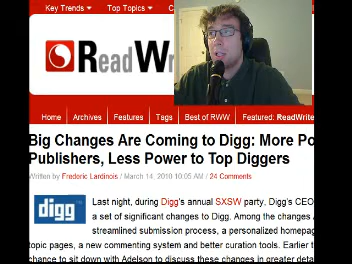 Key Trends Top Topics
ReadWr
Home Archives Features Tags Best of RWW Featured: ReadWrite
Big Changes Are Coming to Digg: More Po
Publishers, Less Power to Top Diggers
Written by Frederic Lardinois / March 14, 2010 10:05 AM / 24 Comments
digg
Last night, during Digg's annual SXSW party, Digg's CEO
a set of significant changes to Digg. Among the changes
streamlined submission process, a personalized homepag
topic pages, a new commenting system and better curation tools. Earlier t
chance to sit down with Adelson to discuss these changes in greater deta